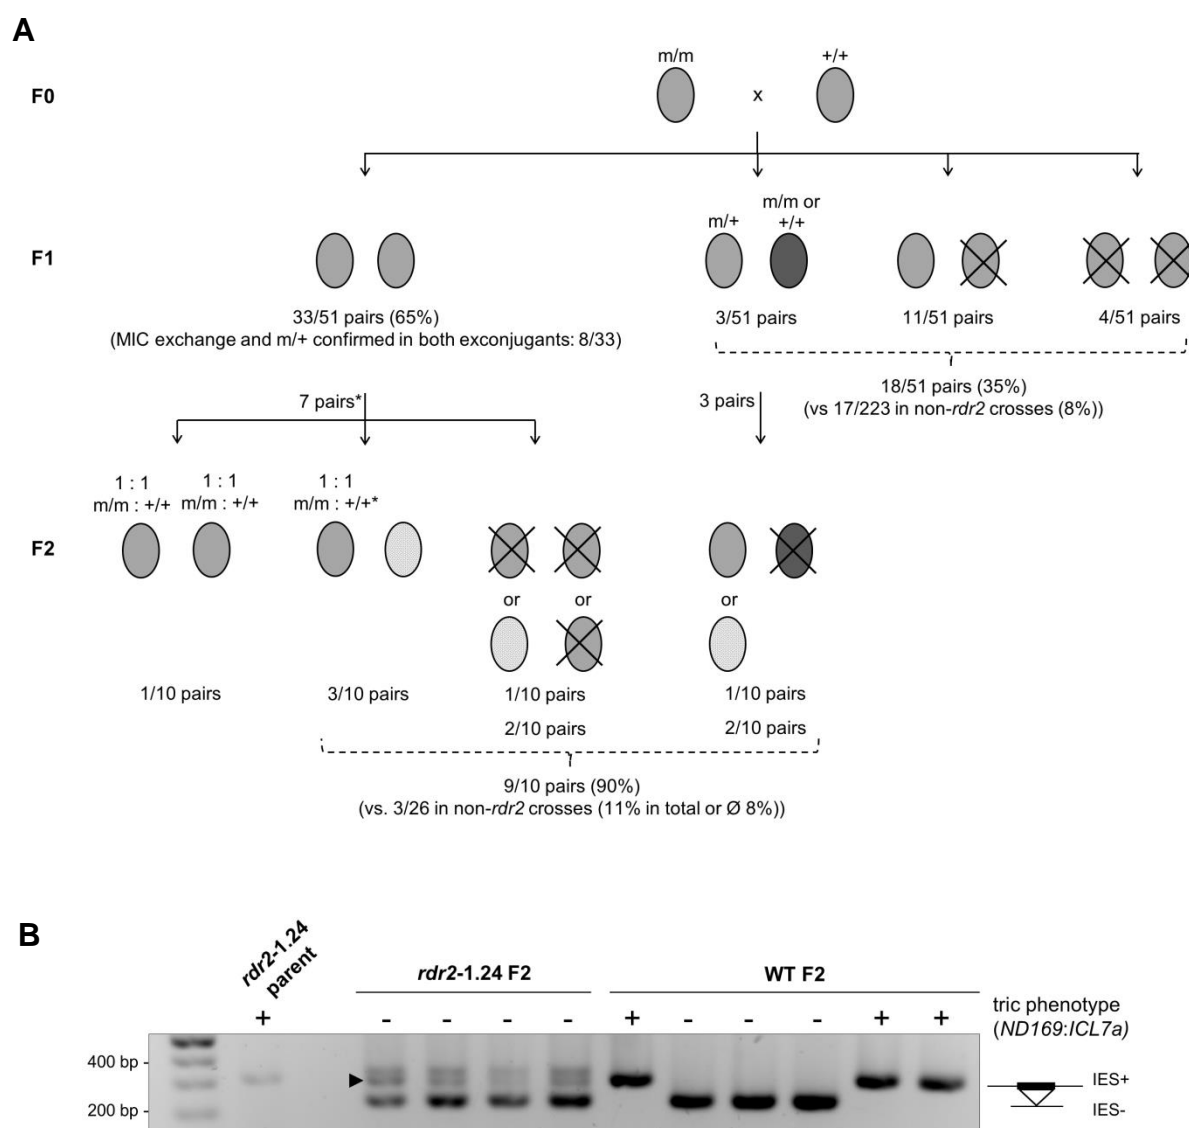 A
F0
m/m
x
+/+
F1
m/+
m/m or
+/+
33/51 pairs (65%)
(MIC exchange and m/+ confirmed in both exconjugants: 8/33)
3/51 pairs
11/51 pairs
4/51 pairs
18/51 pairs (35%)
(vs 17/223 in non-rdr2 crosses (8%))
7 pairs*
3 pairs
F2
1 : 1
m/m : +/+
1 : 1
m/m : +/+
1 : 1
m/m : +/+*
or
or
or
1/10 pairs
3/10 pairs
1/10 pairs
1/10 pairs
2/10 pairs
2/10 pairs
9/10 pairs (90%)
(vs. 3/26 in non-rdr2 crosses (11% in total or Ø 8%))
B
rdr2-1.24
parent
rdr2-1.24 F2
WT F2
+ - - - - + - - - + +
tric phenotype
(ND169:ICL7a)
400 bp -
200 bp -
IES+
IES-